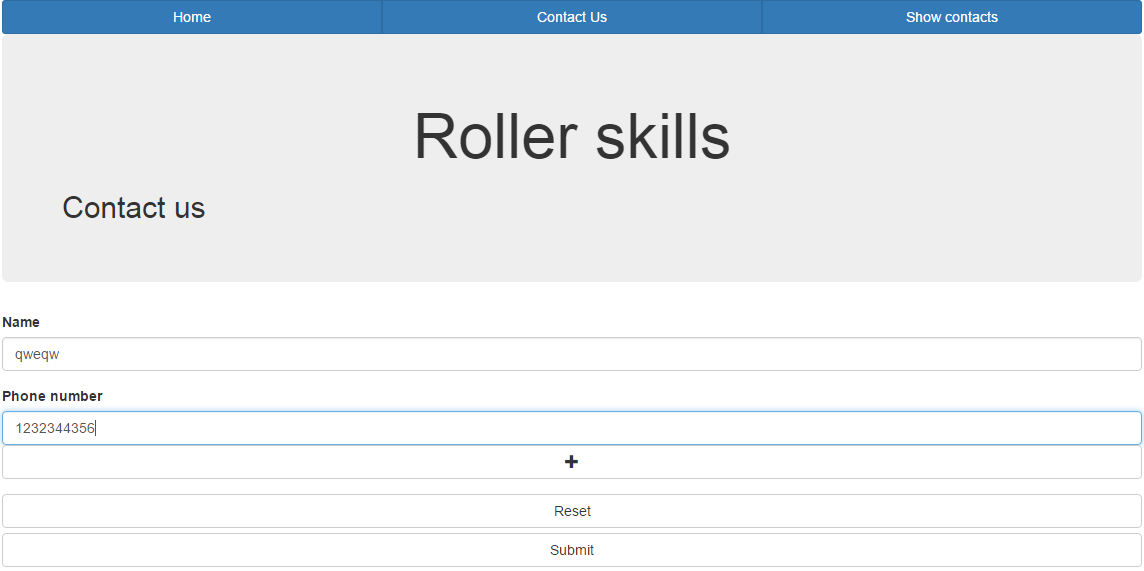 Home Contact Us Show contacts
Roller skills
Contact us
Name
qweqw
Phone number
1232344356
+
Reset
Submit